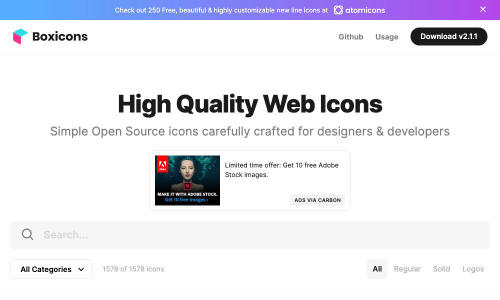 Check out 250 Free, beautiful & highly customizable new line icons at atomicons
Boxicons
Github
Usage
Download v2.1.1
High Quality Web Icons
Simple Open Source icons carefully crafted for designers & developers
Adobe
MAKE IT WITH ADOBE STOCK.
Get 10 free images ›
Limited time offer: Get 10 free Adobe
Stock images.
ADS VIA CARBON
Search...
All Categories
1578 of 1578 icons
All
Regular
Solid
Logos